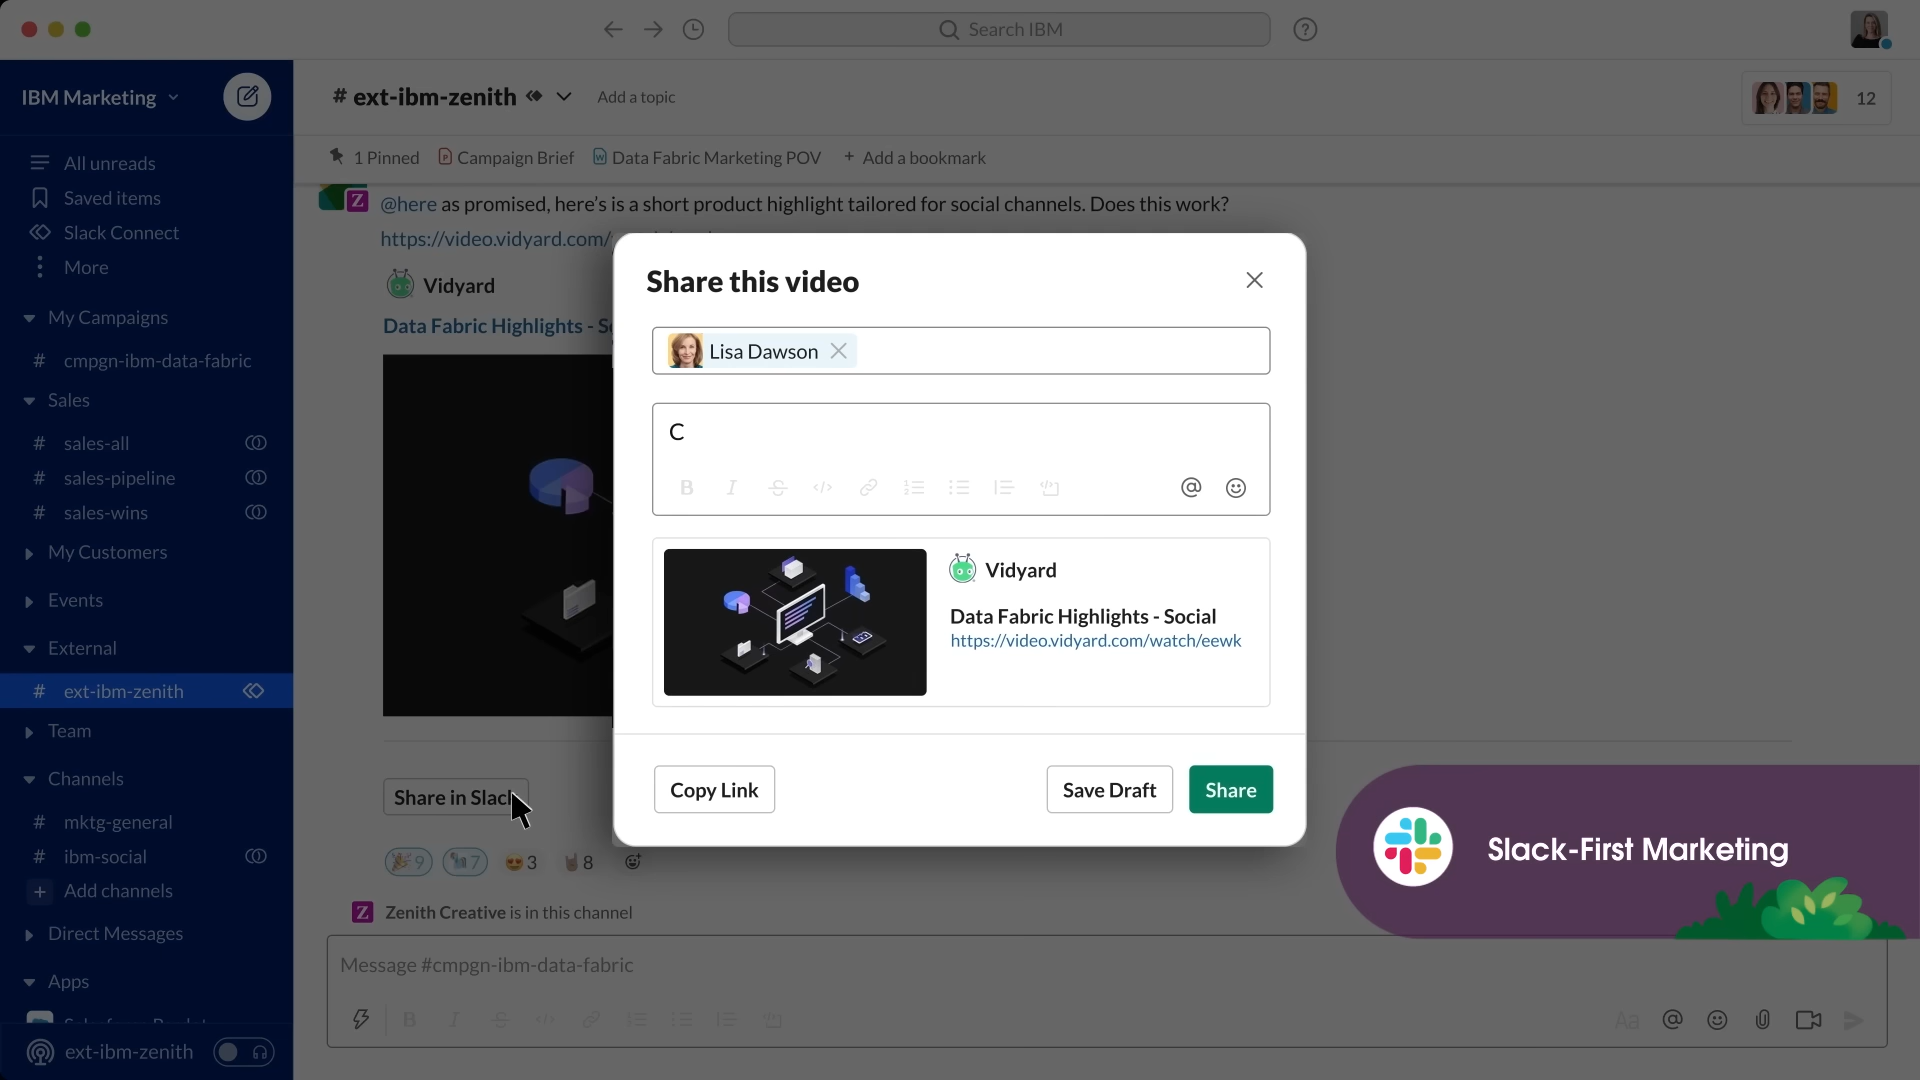 Search IBM
IBM Marketing
# ext-ibm-zenith
Add a topic
12
1 Pinned
Campaign Brief
Data Fabric Marketing POV
+ Add a bookmark
All unreads
Saved items
Slack Connect
More
My Campaigns
# cmpgn-ibm-data-fabric
Sales
# sales-all
# sales-pipeline
# sales-wins
My Customers
Events
External
# ext-ibm-zenith
Team
Channels
# mktg-general
# ibm-social
+ Add channels
Direct Messages
Apps
ext-ibm-zenith
Z @here as promised, here's is a short product highlight tailored for social channels. Does this work?
https://video.vidyard.com/
Vidyard
Data Fabric Highlights - S
Share in Slack
9 7 3 8
Z Zenith Creative is in this channel
Message #cmpgn-ibm-data-fabric
Aa
Share this video
Lisa Dawson
C
Vidyard
Data Fabric Highlights - Social
https://video.vidyard.com/watch/eewk
Copy Link
Save Draft
Share
Slack-First Marketing